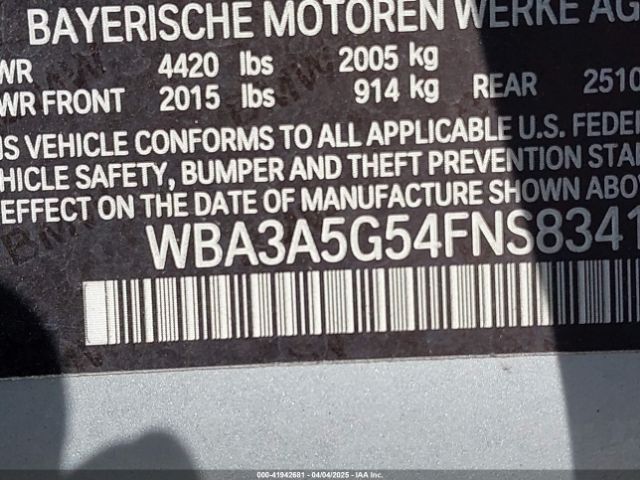 BAYERISCHE MOTOREN WERKE AG
WR 4420 lbs 2005 kg
WR FRONT 2015 lbs 914 kg REAR 2510
IS VEHICLE CONFORMS TO ALL APPLICABLE U.S. FEDER
HICLE SAFETY, BUMPER AND THEFT PREVENTION STA
EFFECT ON THE DATE OF MANUFACTURE SHOWN ABO
WBA3A5G54FNS8341
000-41942681 - 04/04/2025 - IAA Inc.